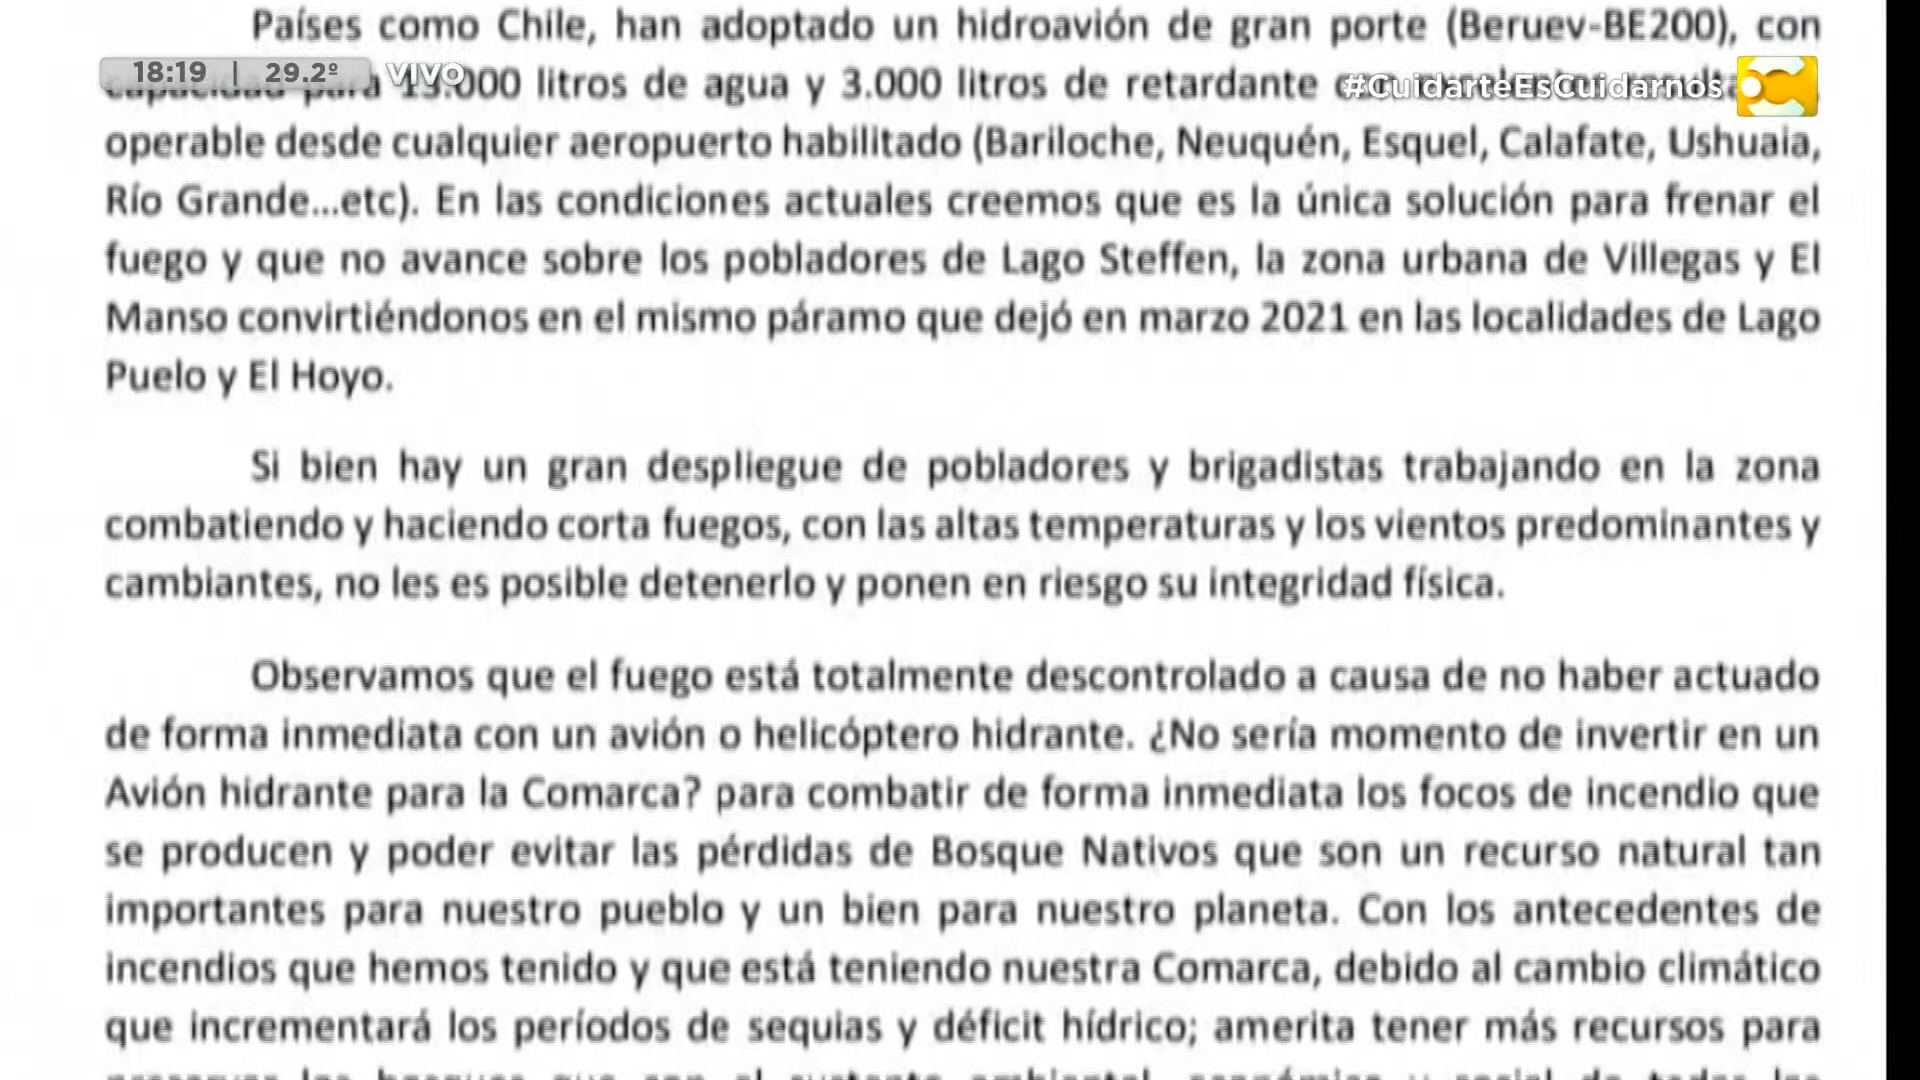 Países como Chile, han adoptado un hidroavión de gran porte (Beruev-BE200), con
18:19 | 29.2º VIVO
#CuidarteEsCuidarnos
capacidad para 13.000 litros de agua y 3.000 litros de retardante
operable desde cualquier aeropuerto habilitado (Bariloche, Neuquén, Esquel, Calafate, Ushuaia,
Río Grande...etc). En las condiciones actuales creemos que es la única solución para frenar el
fuego y que no avance sobre los pobladores de Lago Steffen, la zona urbana de Villegas y El
Manso convirtiéndonos en el mismo páramo que dejó en marzo 2021 en las localidades de Lago
Puelo y El Hoyo.
Si bien hay un gran despliegue de pobladores y brigadistas trabajando en la zona
combatiendo y haciendo corta fuegos, con las altas temperaturas y los vientos predominantes y
cambiantes, no les es posible detenerlo y ponen en riesgo su integridad física.
Observamos que el fuego está totalmente descontrolado a causa de no haber actuado
de forma inmediata con un avión o helicóptero hidrante. ¿No sería momento de invertir en un
Avión hidrante para la Comarca? para combatir de forma inmediata los focos de incendio que
se producen y poder evitar las pérdidas de Bosque Nativos que son un recurso natural tan
importantes para nuestro pueblo y un bien para nuestro planeta. Con los antecedentes de
incendios que hemos tenido y que está teniendo nuestra Comarca, debido al cambio climático
que incrementará los períodos de sequias y déficit hídrico; amerita tener más recursos para